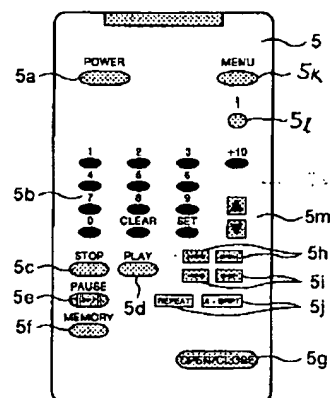 5
POWER MENU
5a 5k
I 5l
1 2 3 +10
4 5 6
5b 7 8 9
0 CLEAR SET 5m
STOP PLAY 5h
5c 5i
PAUSE
5e 5d REPEAT 5j
MEMORY
5f
OPEN/CLOSE 5g